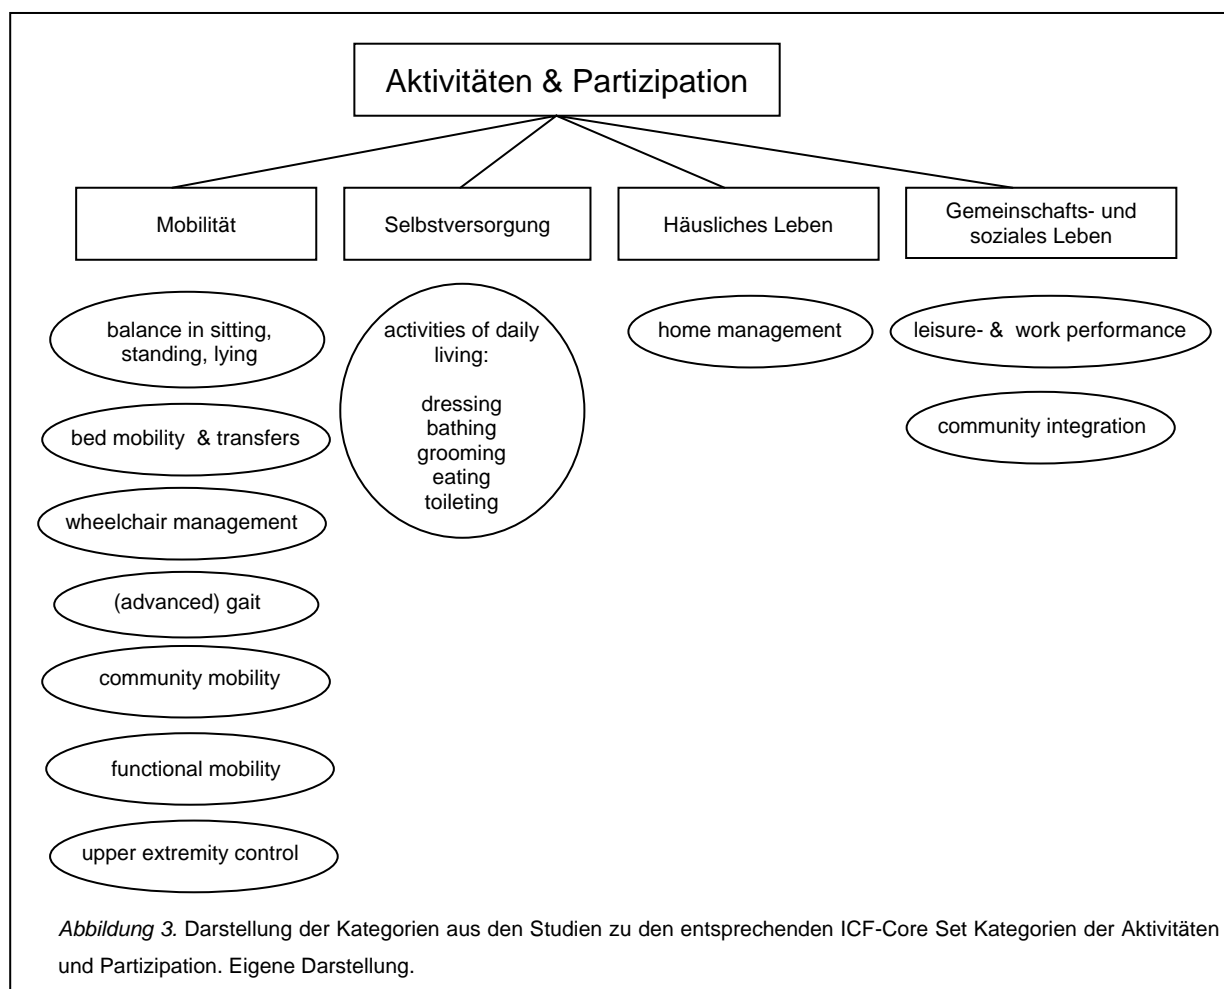 Aktivitäten & Partizipation
Mobilität
Selbstversorgung
Häusliches Leben
Gemeinschafts- und
soziales Leben
balance in sitting,
standing, lying
bed mobility & transfers
wheelchair management
(advanced) gait
community mobility
functional mobility
upper extremity control
activities of daily
living:
dressing
bathing
grooming
eating
toileting
home management
leisure- & work performance
community integration
Abbildung 3. Darstellung der Kategorien aus den Studien zu den entsprechenden ICF-Core Set Kategorien der Aktivitäten
und Partizipation. Eigene Darstellung.